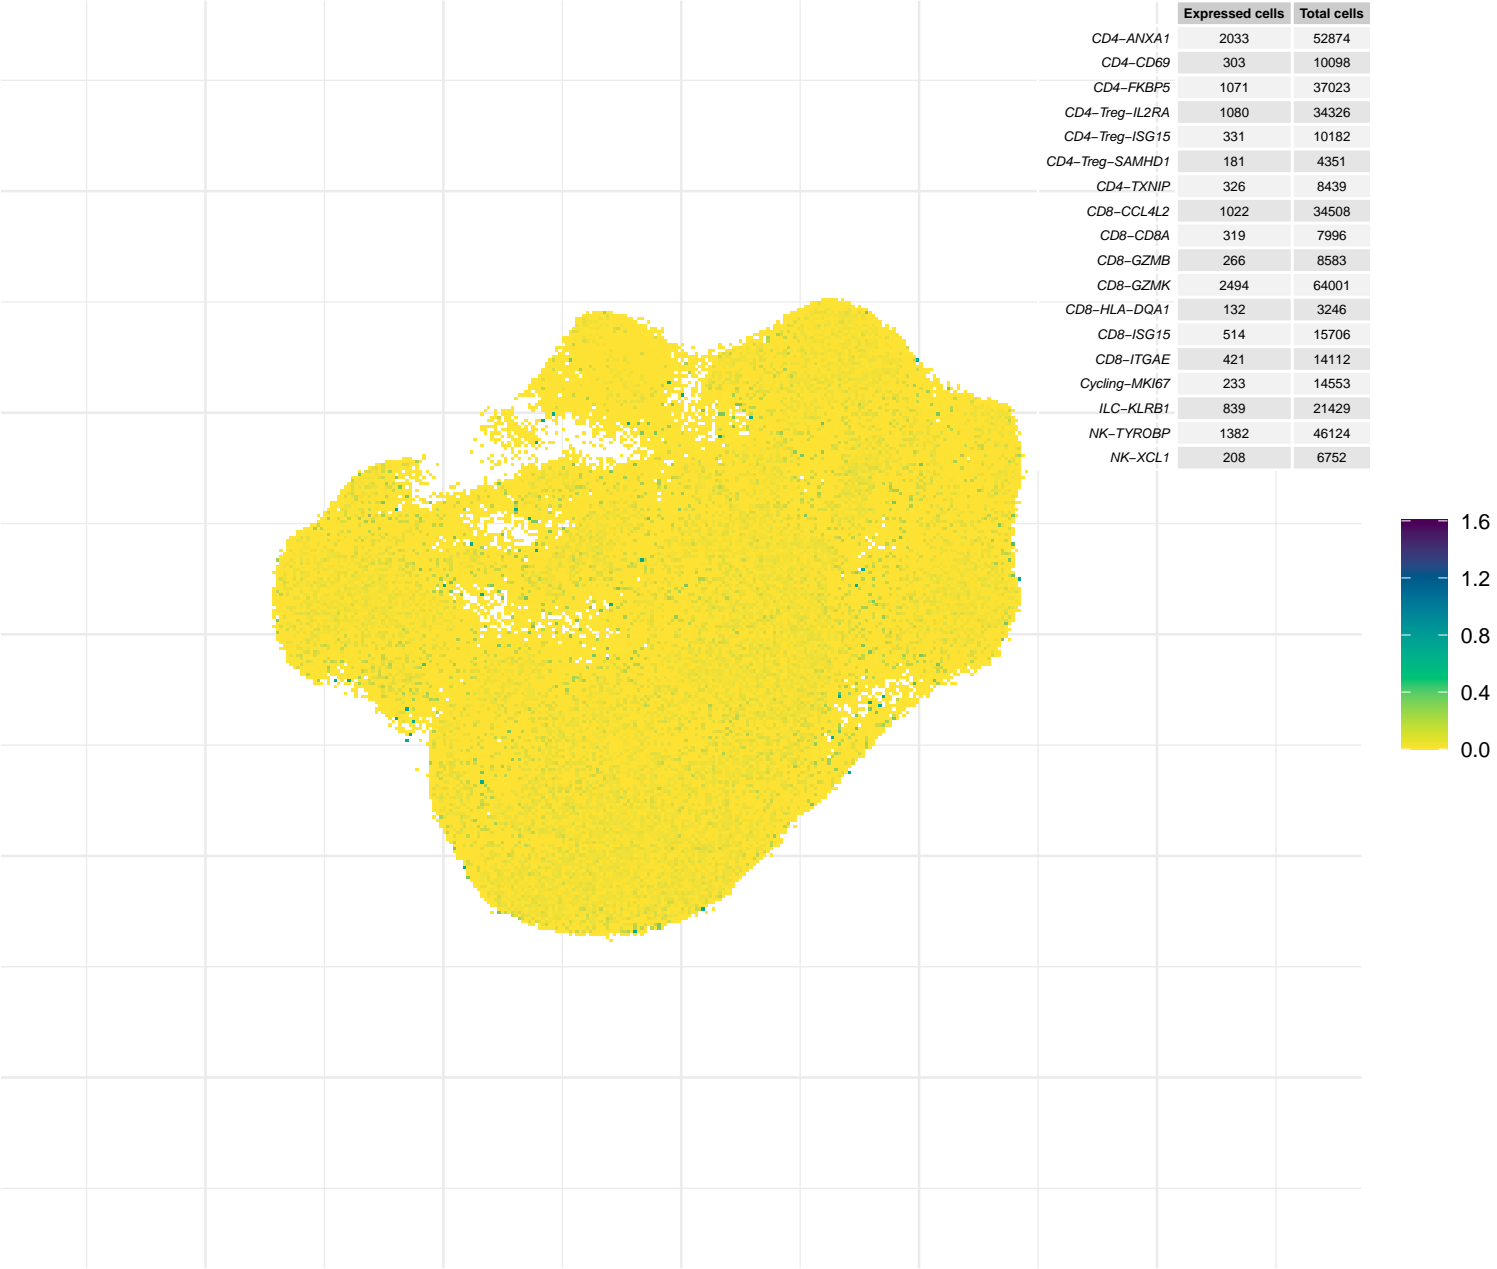 Expressed cells Total cells
CD4−ANXA1 2033 52874
CD4−CD69 303 10098
CD4−FKBP5 1071 37023
CD4−Treg−IL2RA 1080 34326
CD4−Treg−ISG15 331 10182
CD4−Treg−SAMHD1 181 4351
CD4−TXNIP 326 8439
CD8−CCL4L2 1022 34508
CD8−CD8A 319 7996
CD8−GZMB 266 8583
CD8−GZMK 2494 64001
CD8−HLA−DQA1 132 3246
CD8−ISG15 514 15706
CD8−ITGAE 421 14112
Cycling−MKI67 233 14553
ILC−KLRB1 839 21429
NK−TYROBP 1382 46124
NK−XCL1 208 6752
1.6
1.2
0.8
0.4
0.0